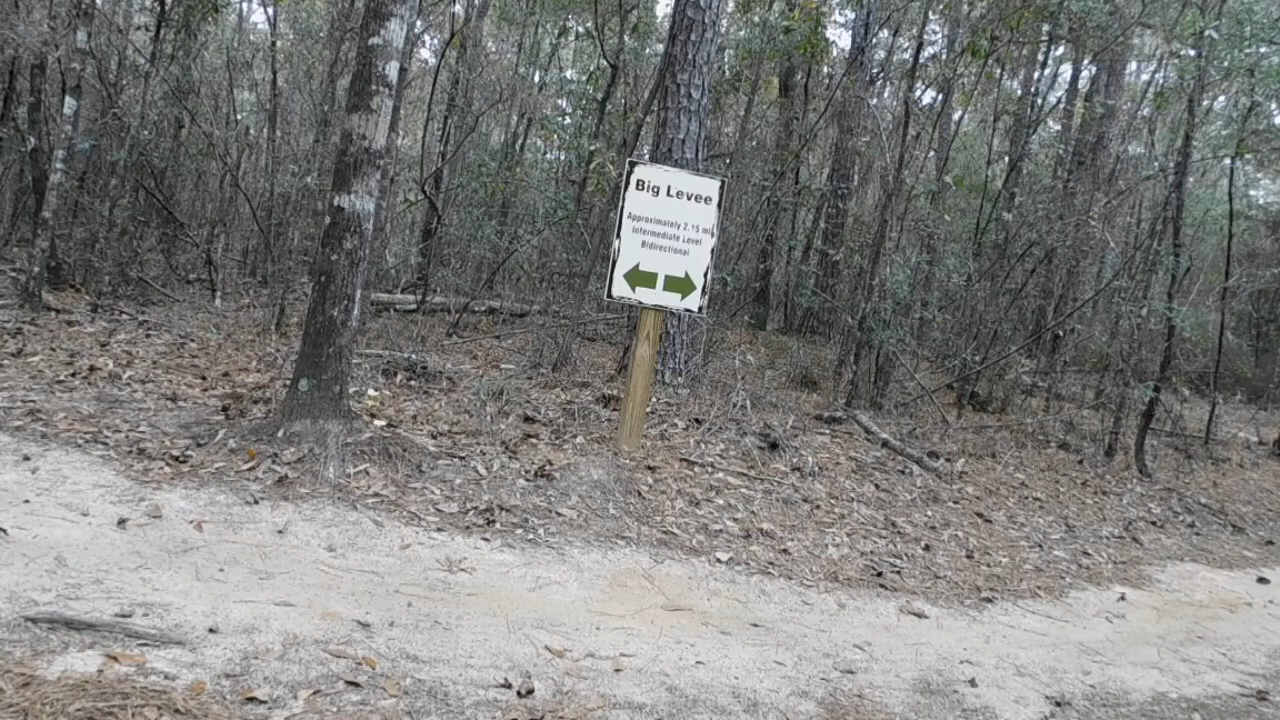 Big Levee
Approximately 2.15 mi
Intermediate Level
Bidirectional